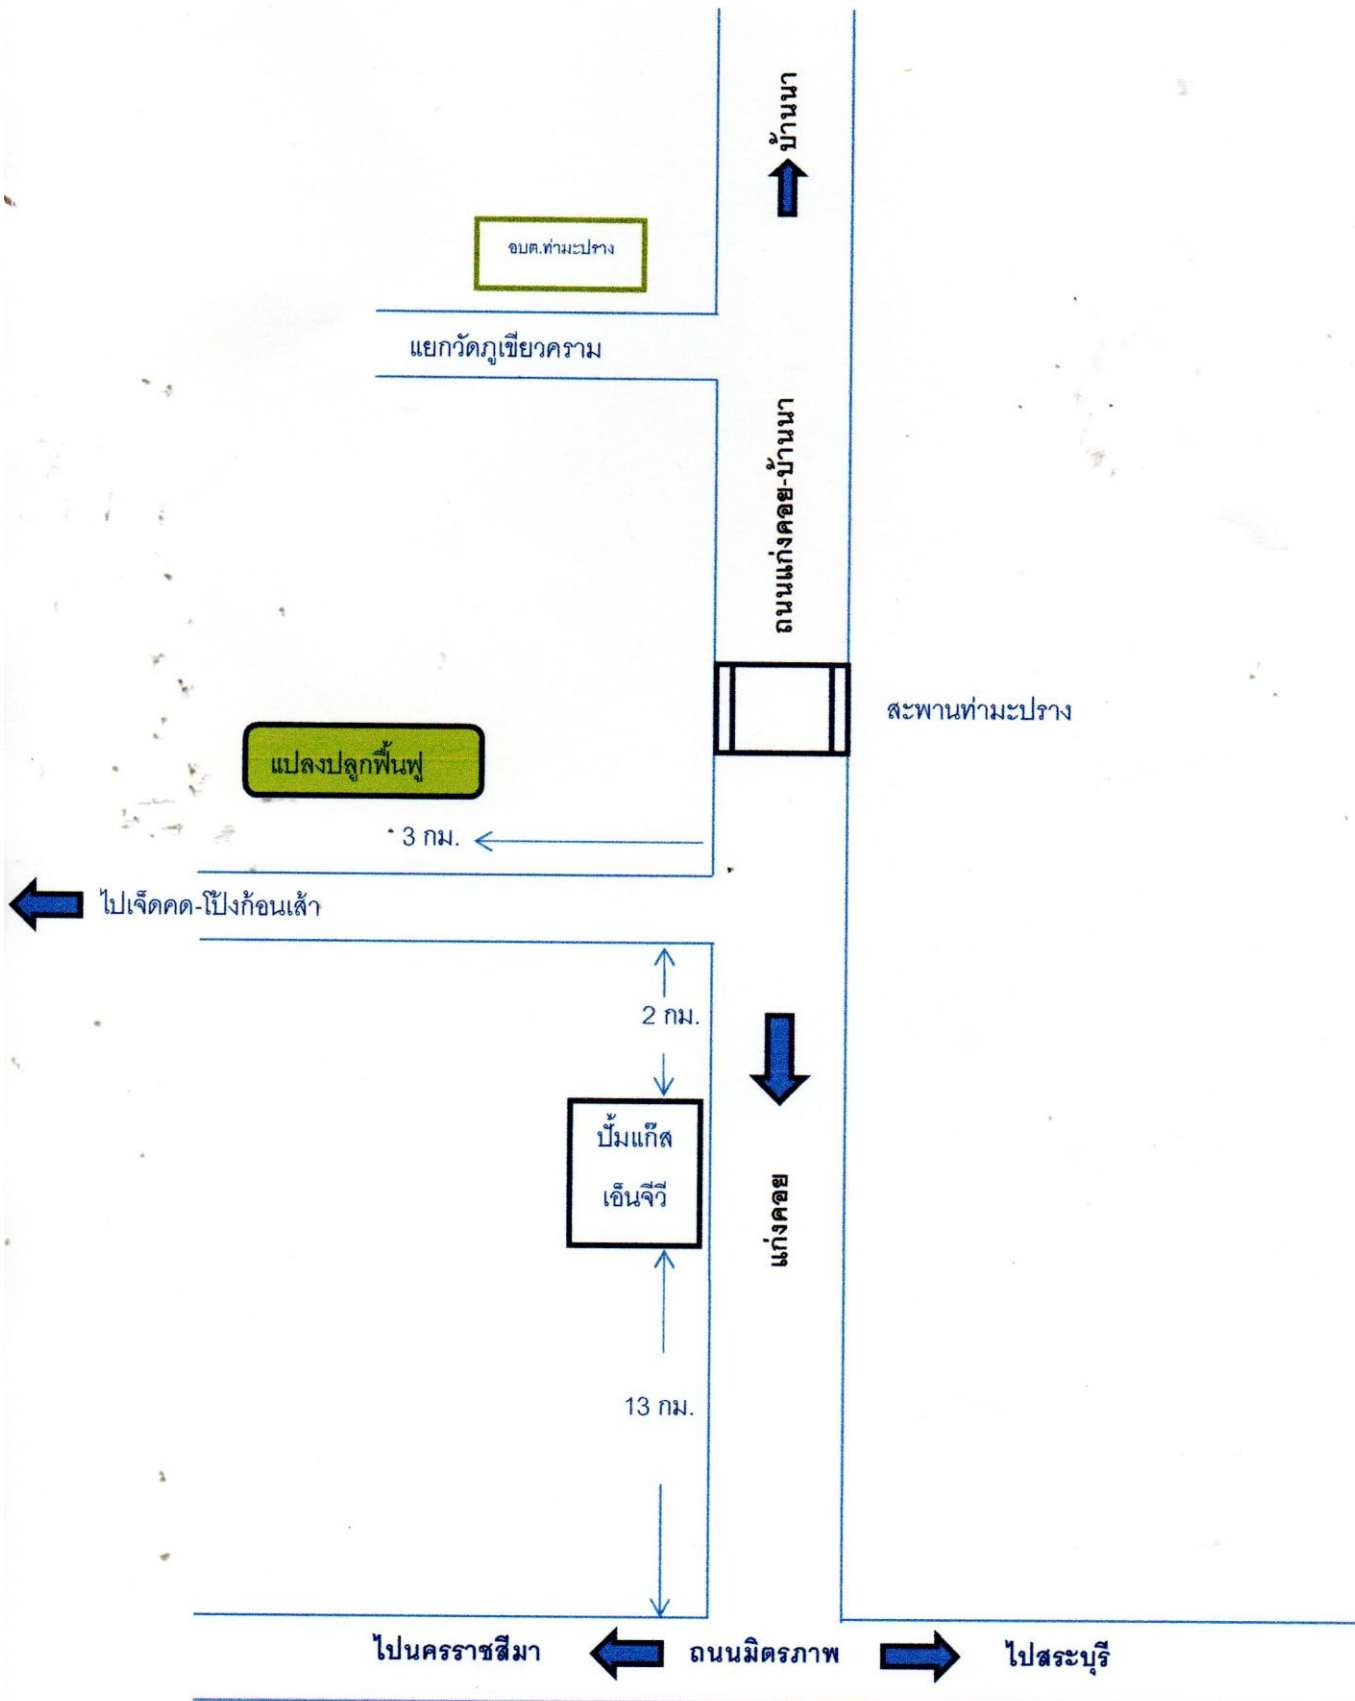 บ้านนา
อบต.ท่ามะปราง
แยกวัดภูเขียวคราม
ถนนแก่งคอย-บ้านนา
สะพานท่ามะปราง
แปลงปลูกฟื้นฟู
3 กม.
ไปเจ็ดคด-โป้งก้อนเส้า
2 กม.
ปั้มแก๊ส
เอ็นจีวี
แก่งคอย
13 กม.
ไปนครราชสีมา ถนนมิตรภาพ ไปสระบุรี